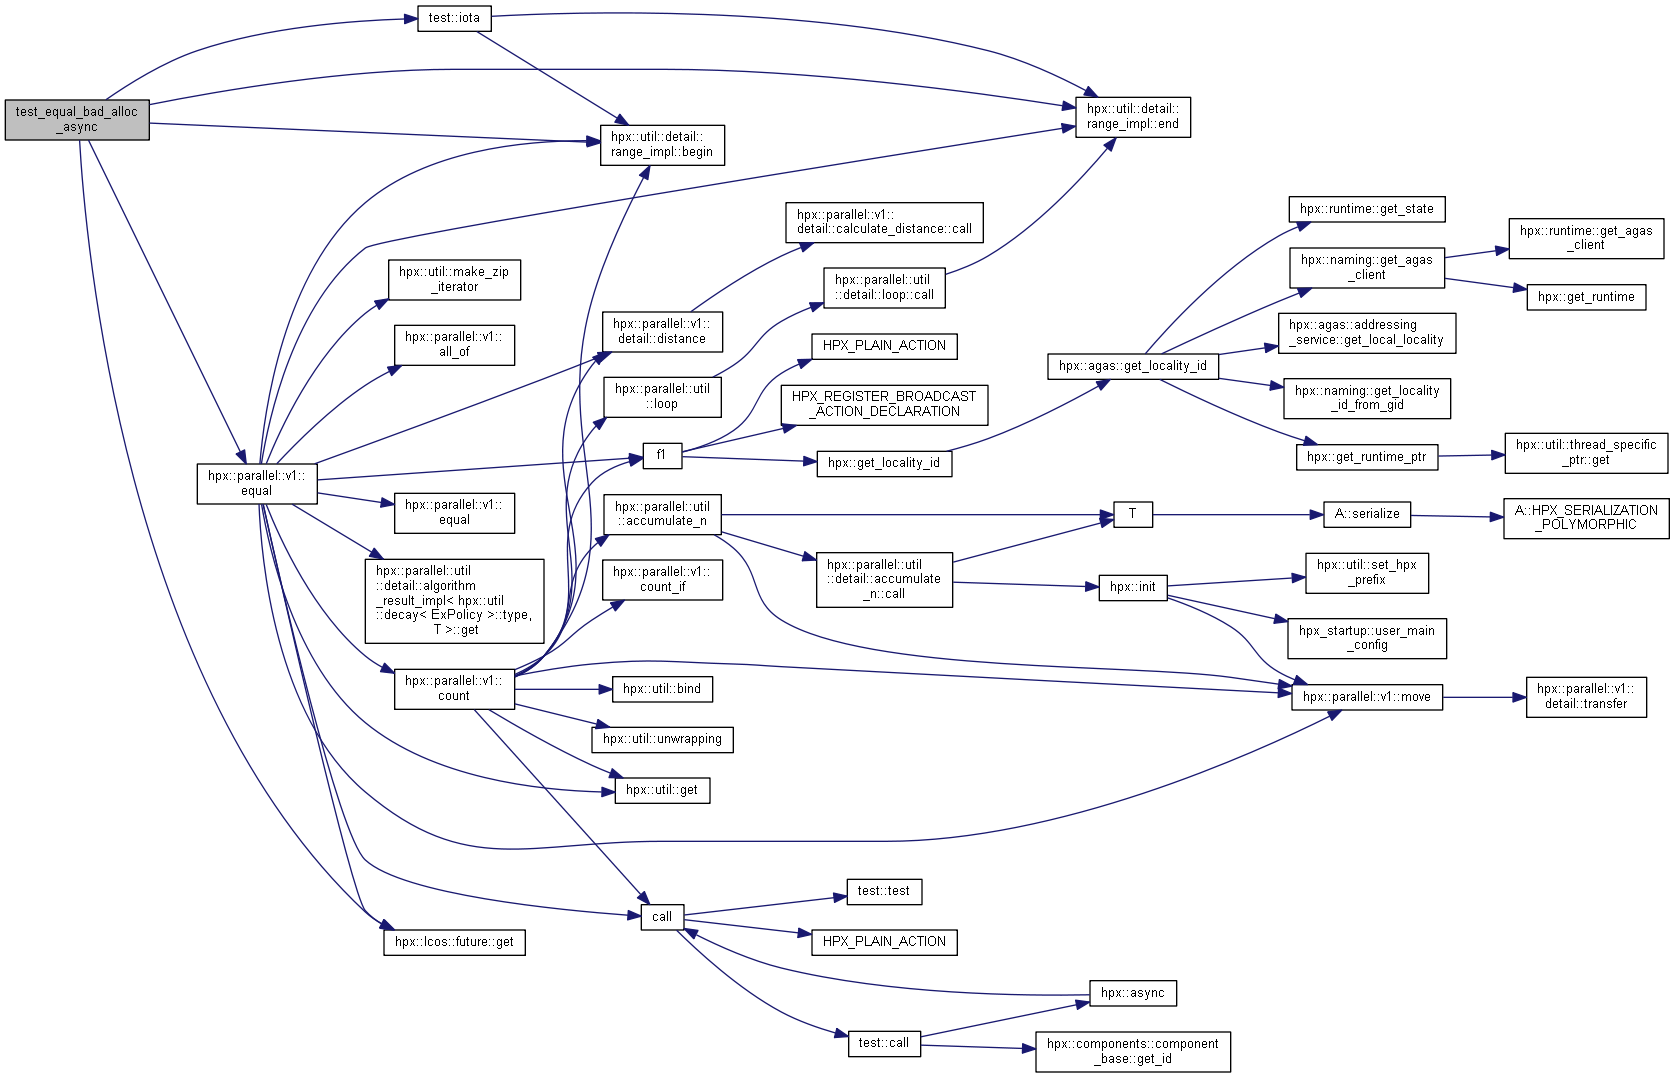 test_equal_bad_alloc
_async
test::iota
hpx::util::detail::
range_impl::begin
hpx::util::detail::
range_impl::end
hpx::parallel::v1::
equal
hpx::util::make_zip
_iterator
hpx::parallel::v1::
all_of
hpx::parallel::v1::
equal
hpx::parallel::util
::detail::algorithm
_result_impl< hpx::util
::decay< ExPolicy >::type,
T >::get
hpx::parallel::v1::
count
hpx::lcos::future::get
hpx::parallel::v1::
detail::distance
hpx::parallel::v1::
detail::calculate_distance::call
hpx::parallel::util
::loop
hpx::parallel::util
::detail::loop::call
f1
HPX_PLAIN_ACTION
HPX_REGISTER_BROADCAST
_ACTION_DECLARATION
hpx::get_locality_id
hpx::agas::get_locality_id
hpx::runtime::get_state
hpx::naming::get_agas
_client
hpx::runtime::get_agas
_client
hpx::get_runtime
hpx::agas::addressing
_service::get_local_locality
hpx::naming::get_locality
_id_from_gid
hpx::get_runtime_ptr
hpx::util::thread_specific
_ptr::get
hpx::parallel::util
::accumulate_n
hpx::parallel::util
::detail::accumulate
_n::call
T
A::serialize
A::HPX_SERIALIZATION
_POLYMORPHIC
hpx::init
hpx::util::set_hpx
_prefix
hpx_startup::user_main
_config
hpx::parallel::v1::move
hpx::parallel::v1::
detail::transfer
hpx::parallel::v1::
count_if
hpx::util::bind
hpx::util::unwrapping
hpx::util::get
call
test::test
HPX_PLAIN_ACTION
test::call
hpx::async
hpx::components::component
_base::get_id